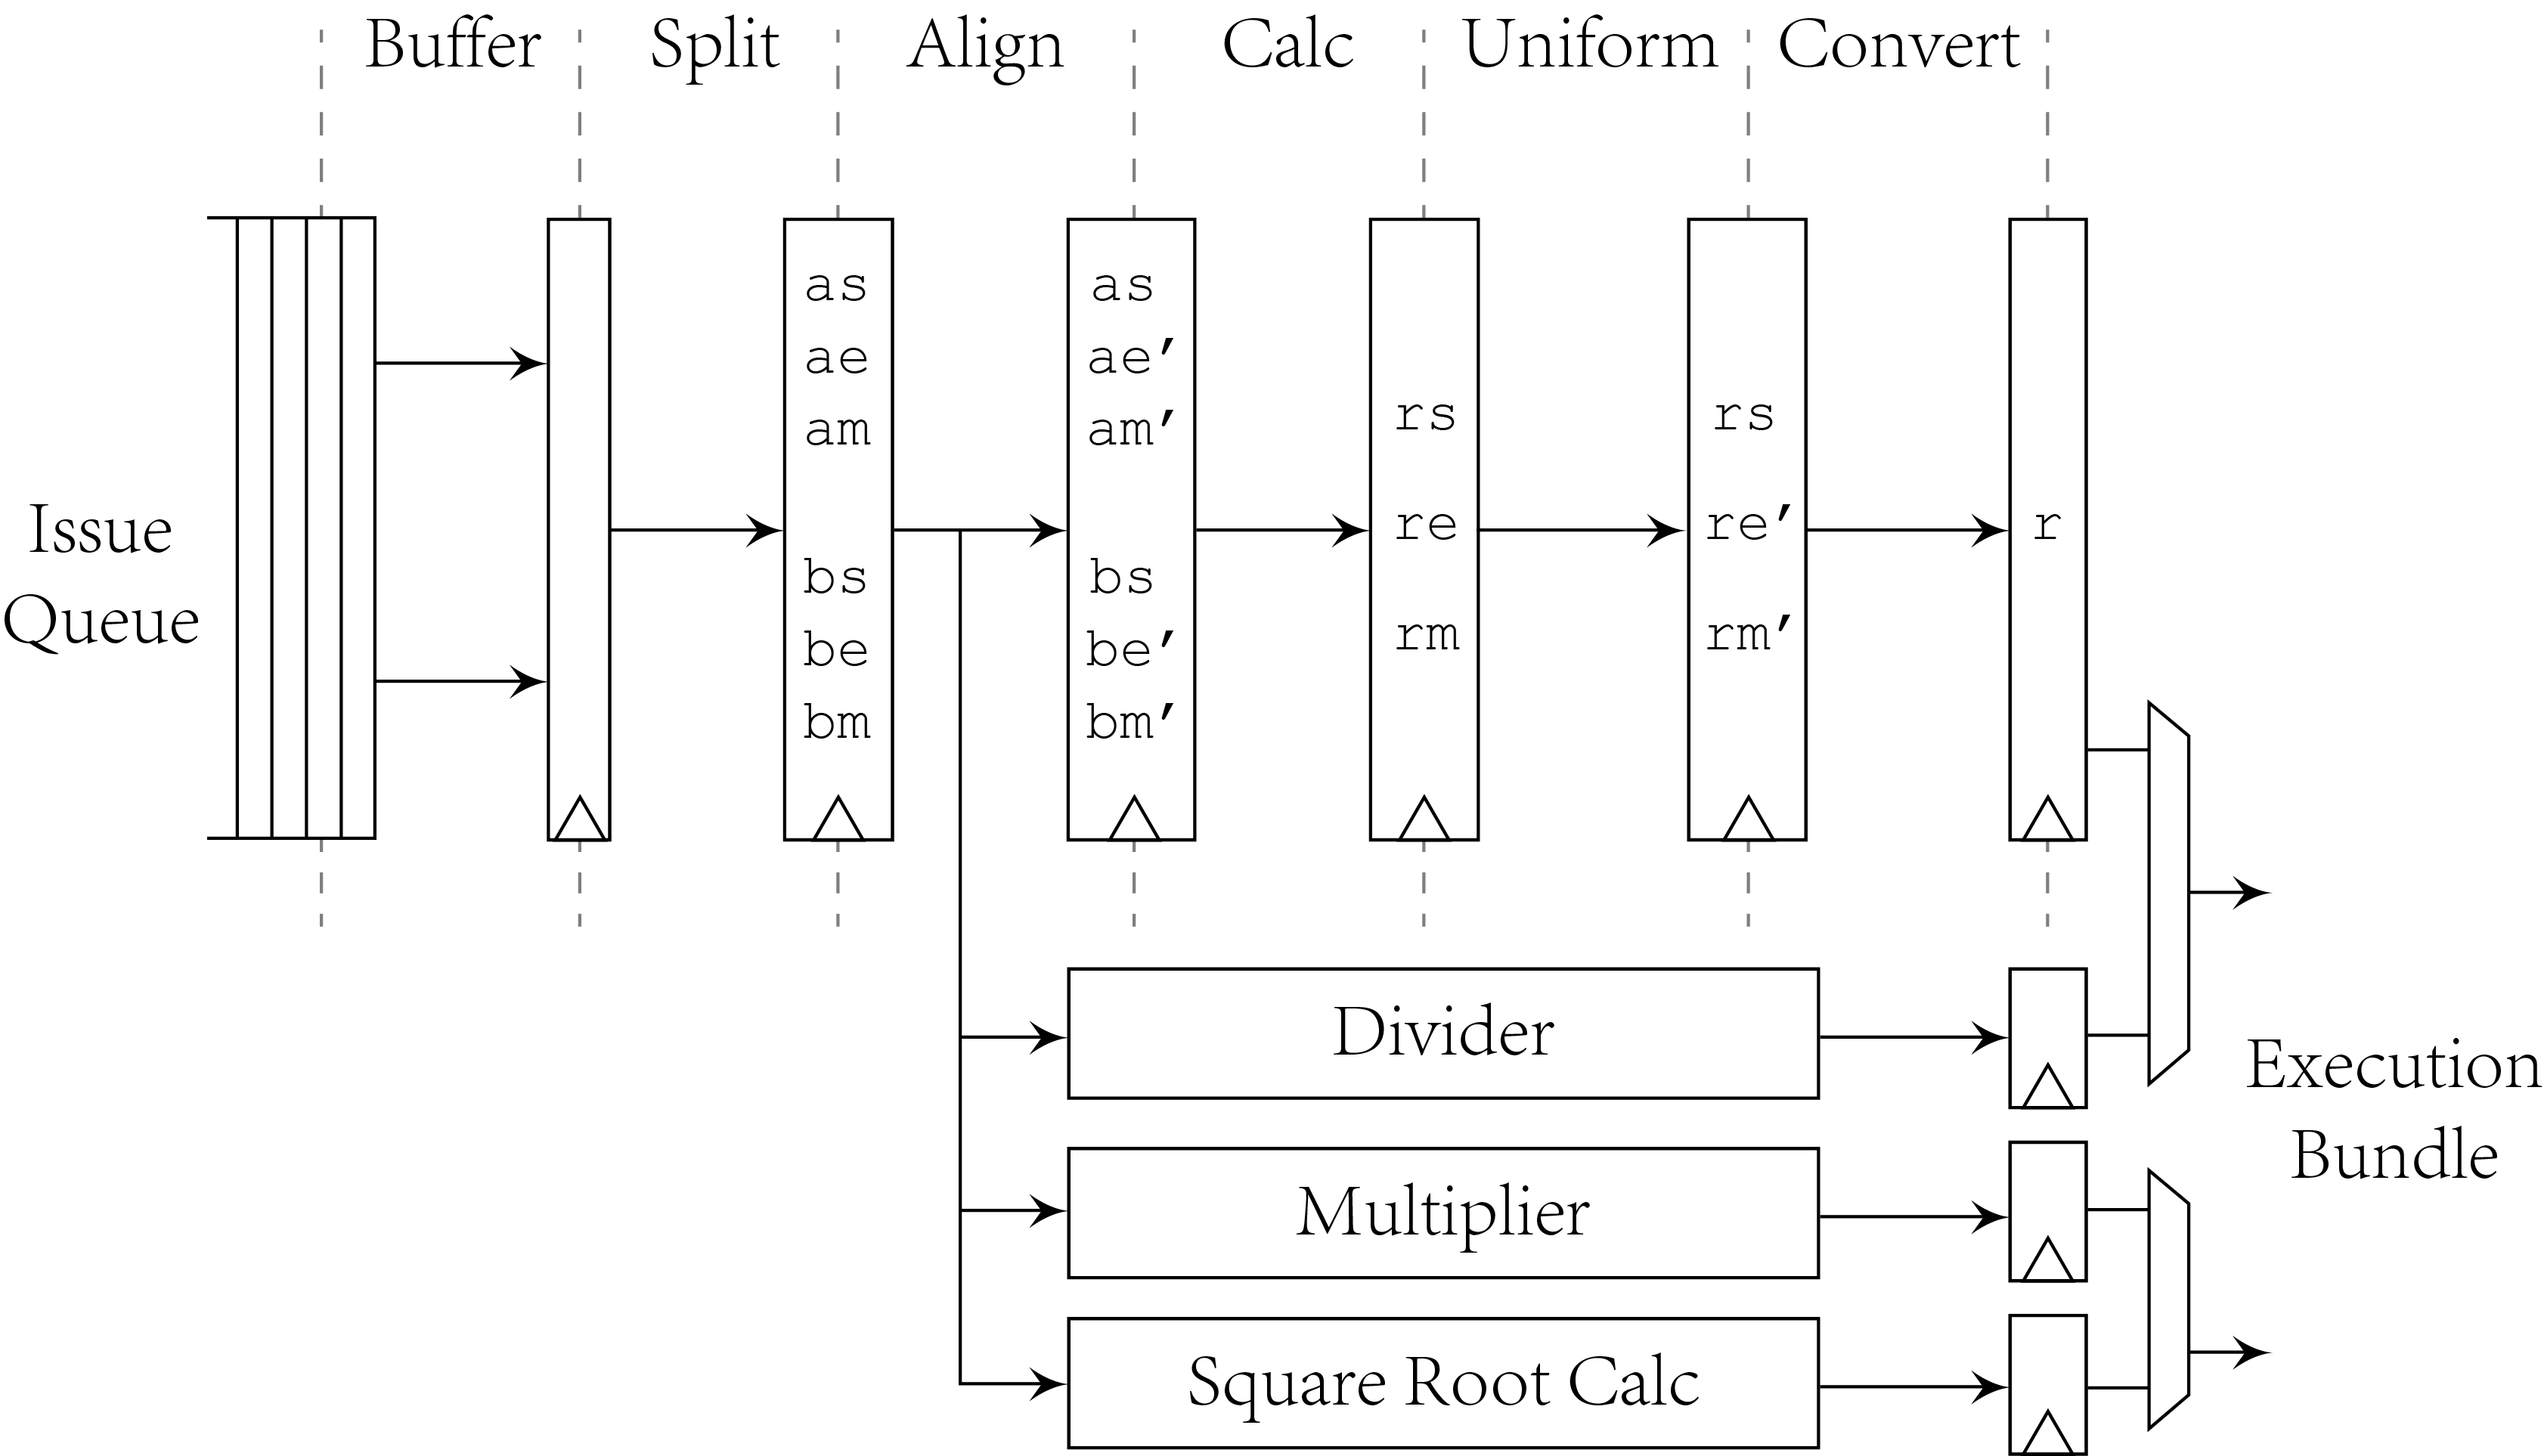 Buffer
Split
Align
Calc
Uniform
Convert
Issue
Queue
as
ae
am
bs
be
bm
as
ae′
am′
bs
be′
bm′
rs
re
rm
rs
re′
rm′
r
Divider
Multiplier
Square Root Calc
Execution
Bundle